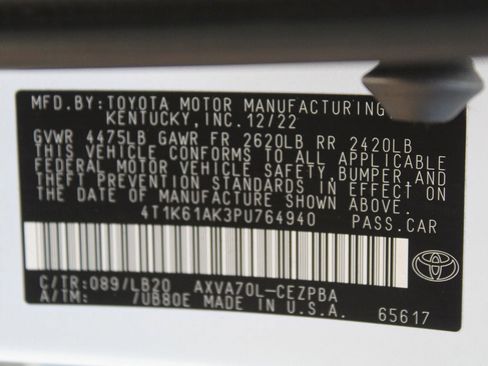 MFD.BY: TOYOTA MOTOR MANUFACTURING
KENTUCKY, INC. 12/22
GVWR 4475LB GAWR FR 2620LB RR 2420LB
THIS VEHICLE CONFORMS TO ALL APPLICABLE
FEDERAL MOTOR VEHICLE SAFETY, BUMPER, AND
THEFT PREVENTION STANDARDS IN EFFECT ON
THE DATE OF MANUFACTURE SHOWN ABOVE.
4T1K61AK3PU764940
PASS.CAR
C/TR: 089/LB20 AXVA70L-CEZPBA
A/TM: /UB80E MADE IN U.S.A.
65617
TOYOTA